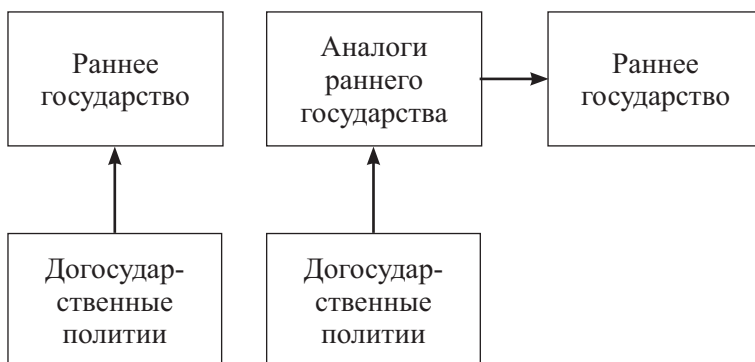 Раннее
государство
Аналоги
раннего
государства
Раннее
государство
Догосудар-
ственные
политии
Догосудар-
ственные
политии